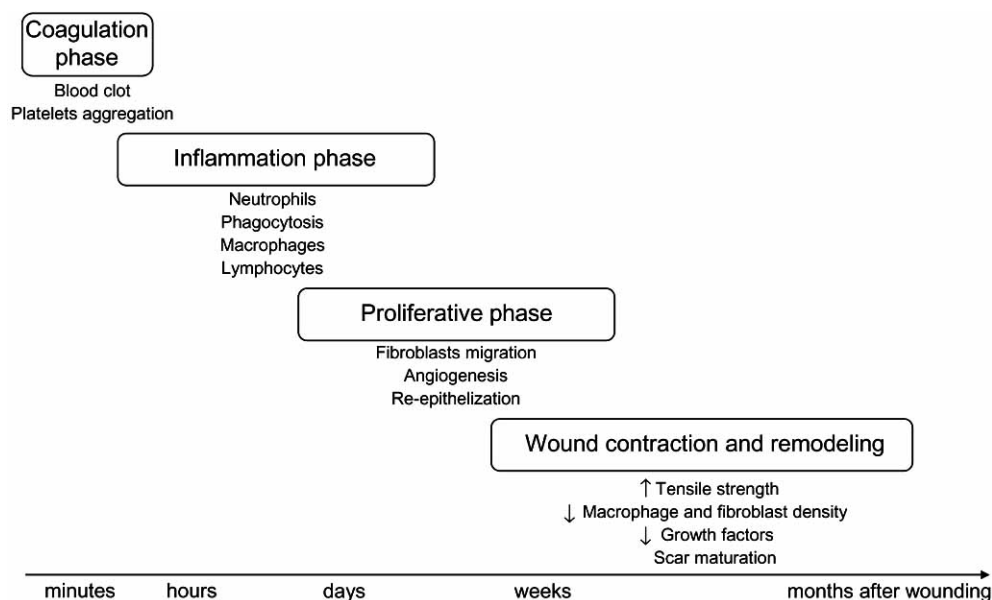 Coagulation
phase
Blood clot
Platelets aggregation
Inflammation phase
Neutrophils
Phagocytosis
Macrophages
Lymphocytes
Proliferative phase
Fibroblasts migration
Angiogenesis
Re-epithelization
Wound contraction and remodeling
↑ Tensile strength
↓ Macrophage and fibroblast density
↓ Growth factors
Scar maturation
minutes hours days weeks months after wounding